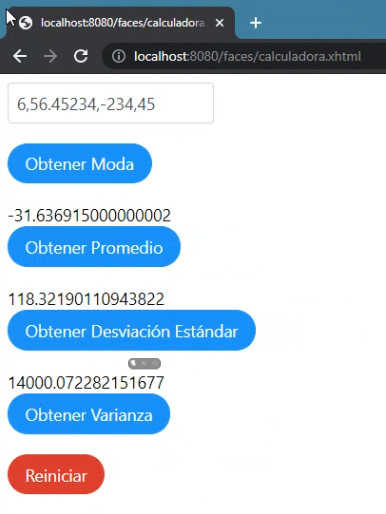 localhost:8080/faces/calculadora.
localhost:8080/faces/calculadora.xhtml
6,56.45234,-234,45
Obtener Moda
-31.636915000000002
Obtener Promedio
118.32190110943822
Obtener Desviación Estándar
14000.072282151677
Obtener Varianza
Reiniciar